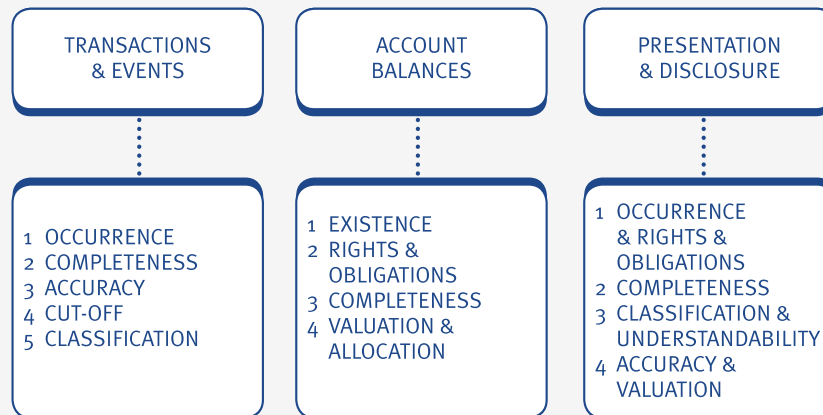 TRANSACTIONS
& EVENTS
ACCOUNT
BALANCES
PRESENTATION
& DISCLOSURE
1 OCCURRENCE
2 COMPLETENESS
3 ACCURACY
4 CUT-OFF
5 CLASSIFICATION
1 EXISTENCE
2 RIGHTS &
OBLIGATIONS
3 COMPLETENESS
4 VALUATION &
ALLOCATION
1 OCCURRENCE
& RIGHTS &
OBLIGATIONS
2 COMPLETENESS
3 CLASSIFICATION &
UNDERSTANDABILITY
4 ACCURACY &
VALUATION